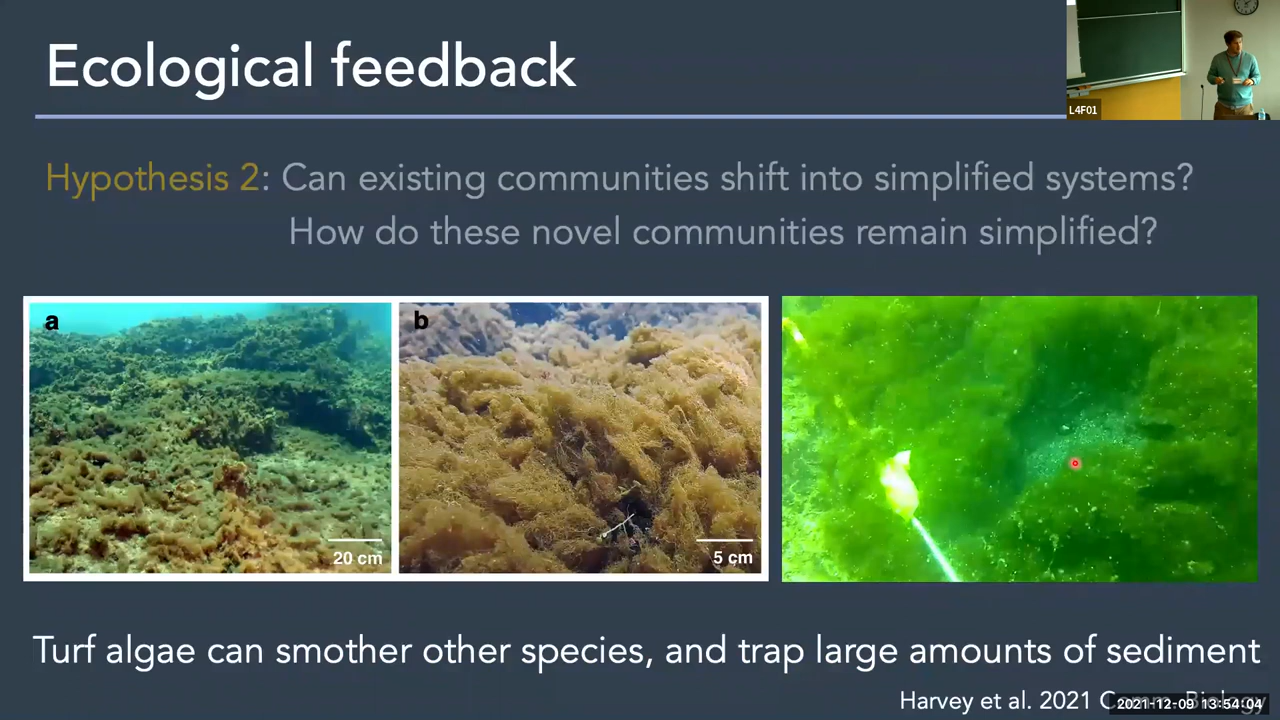 Ecological feedback
L4F01
Hypothesis 2: Can existing communities shift into simplified systems?
How do these novel communities remain simplified?
a
b
20 cm
5 cm
Turf algae can smother other species, and trap large amounts of sediment
Harvey et al. 2021 Comm. Biology
2021-12-09 13:54:04